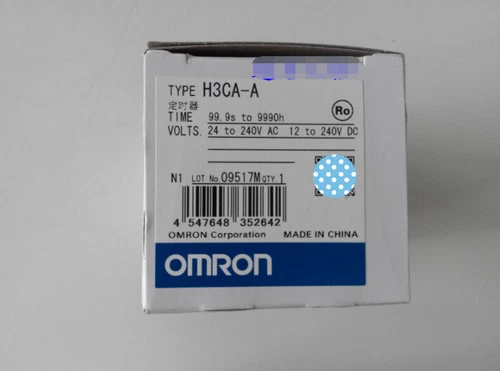 TYPE H3CA-A
定时器
TIME 99.9s to 9990h
VOLTS. 24 to 240V AC 12 to 240V DC
Ro
N1 LOT No. 09517M QTY. 1
4 547648 352642
OMRON Corporation MADE IN CHINA
OMRON